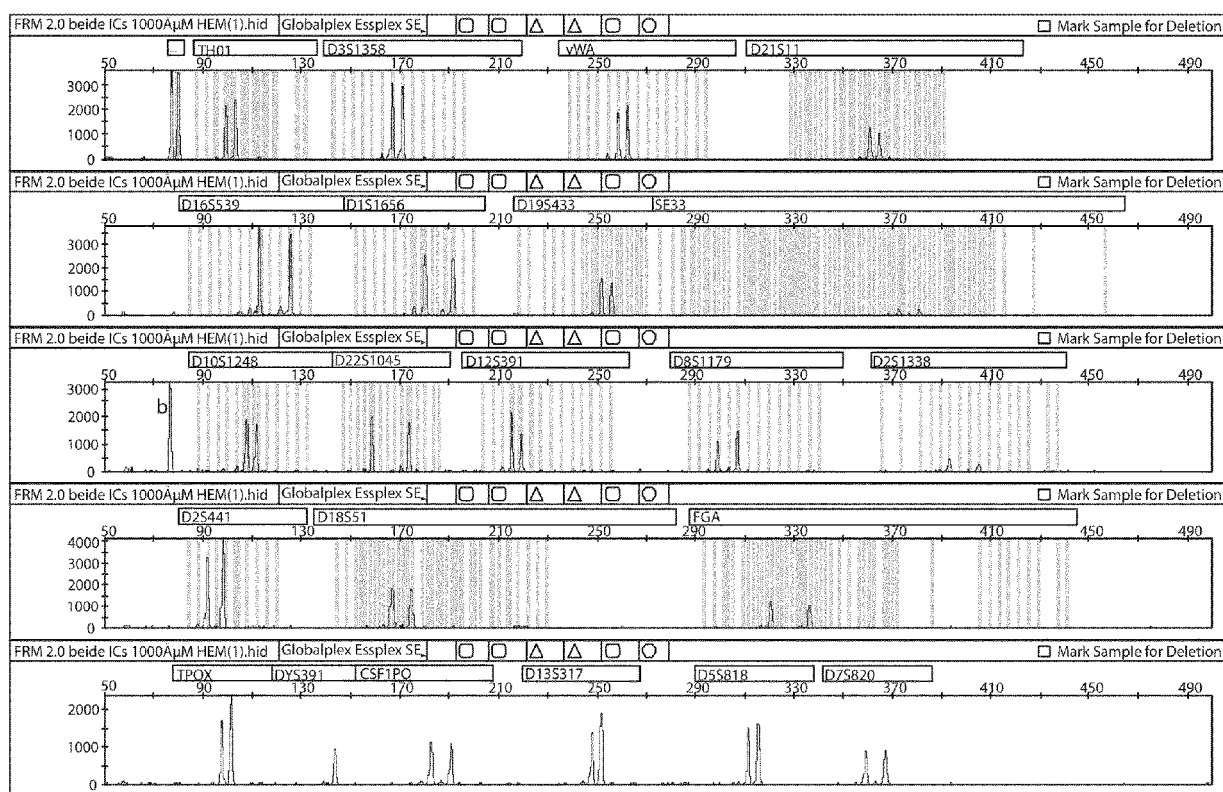 FRM 2.0 beide ICs 1000AµM HEM(1).hid Globalplex Essplex SE Mark Sample for Deletion
TH01 D3S1358 vWA D21S11
50 90 130 170 210 250 290 330 370 410 450 490
3000
2000
1000
0
FRM 2.0 beide ICs 1000AµM HEM(1).hid Globalplex Essplex SE Mark Sample for Deletion
D16S539 D1S1656 D19S433 SE33
50 90 130 170 210 250 290 330 370 410 450 490
3000
2000
1000
0
FRM 2.0 beide ICs 1000AµM HEM(1).hid Globalplex Essplex SE Mark Sample for Deletion
D10S1248 D22S1045 D12S391 D8S1179 D2S1338
50 90 130 170 210 250 290 330 370 410 450 490
3000
b
2000
1000
0
FRM 2.0 beide ICs 1000AµM HEM(1).hid Globalplex Essplex SE Mark Sample for Deletion
D2S441 D18S51 FGA
50 90 130 170 210 250 290 330 370 410 450 490
4000
3000
2000
1000
0
FRM 2.0 beide ICs 1000AµM HEM(1).hid Globalplex Essplex SE Mark Sample for Deletion
TPOX DYS391 CSF1PO D13S317 D5S818 D7S820
50 90 130 170 210 250 290 330 370 410 450 490
2000
1000
0